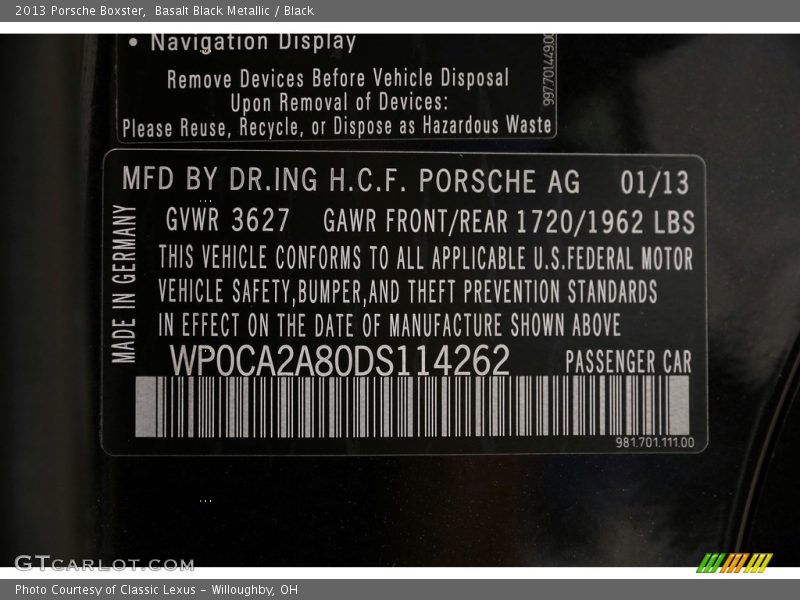 2013 Porsche Boxster, Basalt Black Metallic / Black
• Navigation Display
Remove Devices Before Vehicle Disposal
Upon Removal of Devices:
Please Reuse, Recycle, or Dispose as Hazardous Waste
997.701.449.00
MFD BY DR.ING H.C.F. PORSCHE AG 01/13
GVWR 3627 GAWR FRONT/REAR 1720/1962 LBS
THIS VEHICLE CONFORMS TO ALL APPLICABLE U.S.FEDERAL MOTOR
VEHICLE SAFETY,BUMPER,AND THEFT PREVENTION STANDARDS
IN EFFECT ON THE DATE OF MANUFACTURE SHOWN ABOVE
MADE IN GERMANY
WP0CA2A80DS114262 PASSENGER CAR
981.701.111.00
GTCARLOT.COM
Photo Courtesy of Classic Lexus - Willoughby, OH